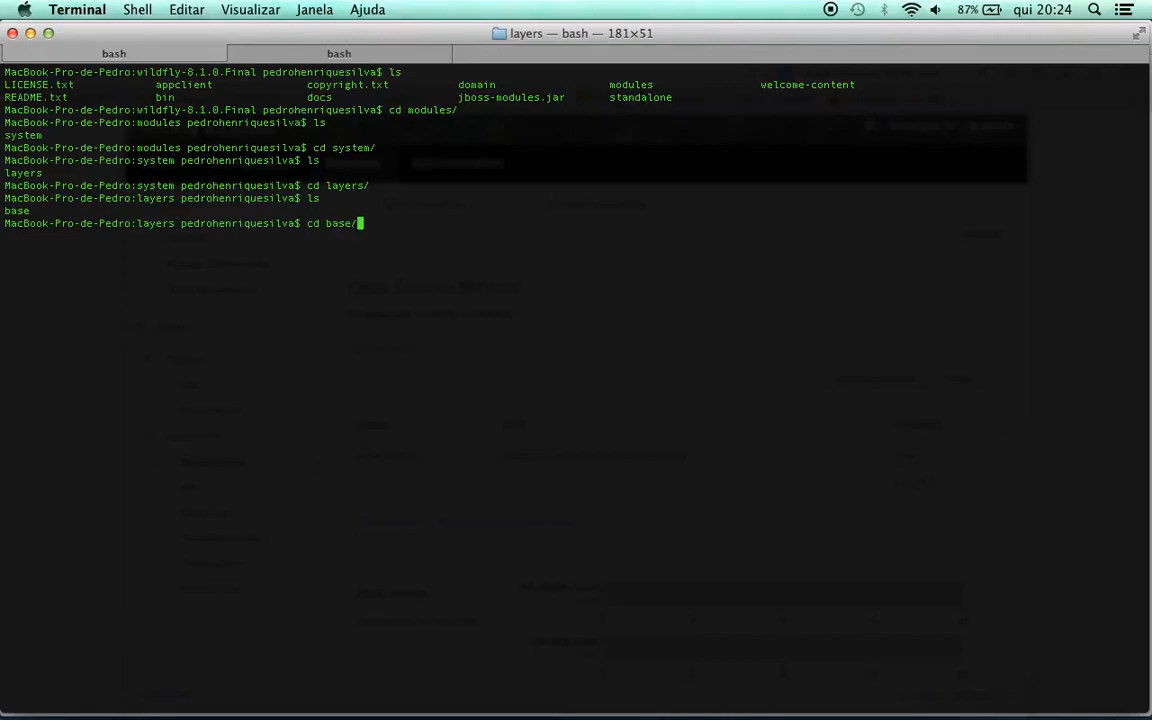 Terminal Shell Editar Visualizar Janela Ajuda 87% qui 20:24
layers — bash — 181×51
bash bash
MacBook-Pro-de-Pedro:wildfly-8.1.0.Final pedrohenriquesilva$ ls
LICENSE.txt appclient copyright.txt domain modules welcome-content
README.txt bin docs jboss-modules.jar standalone
MacBook-Pro-de-Pedro:wildfly-8.1.0.Final pedrohenriquesilva$ cd modules/
MacBook-Pro-de-Pedro:modules pedrohenriquesilva$ ls
system
MacBook-Pro-de-Pedro:modules pedrohenriquesilva$ cd system/
MacBook-Pro-de-Pedro:system pedrohenriquesilva$ ls
layers
MacBook-Pro-de-Pedro:system pedrohenriquesilva$ cd layers/
MacBook-Pro-de-Pedro:layers pedrohenriquesilva$ ls
base
MacBook-Pro-de-Pedro:layers pedrohenriquesilva$ cd base/